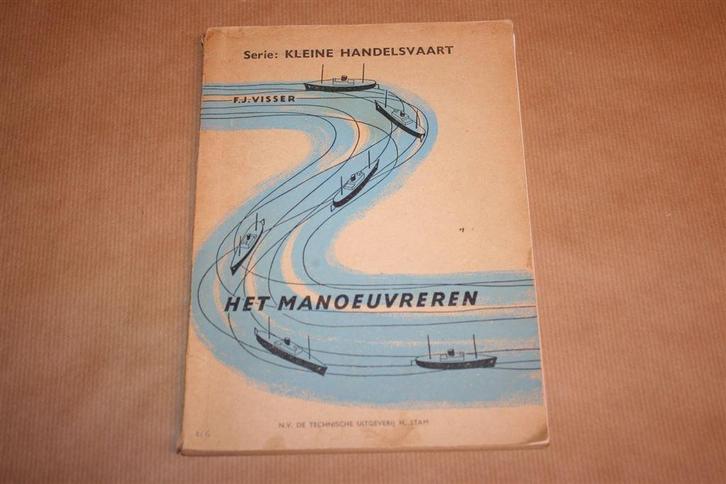 Serie: KLEINE HANDELSVAART
F.J. VISSER
HET MANOEUVREREN
N.V. DE TECHNISCHE UITGEVERIJ H. STAM